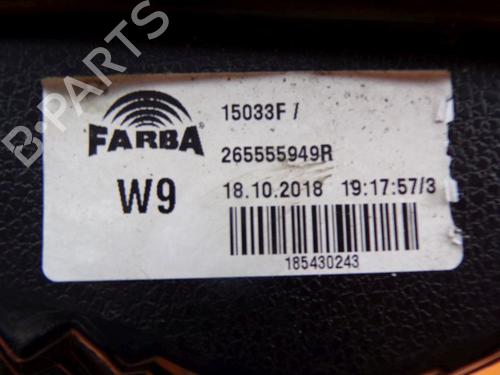 B-PARTS
FARBA®
15033F /
265555949R
W9
18.10.2018 19:17:57/3
185430243